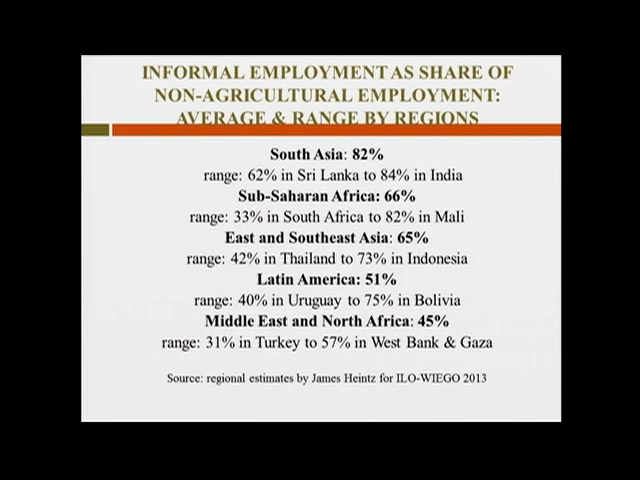 INFORMAL EMPLOYMENT AS SHARE OF
NON-AGRICULTURAL EMPLOYMENT:
AVERAGE & RANGE BY REGIONS
South Asia: 82%
range: 62% in Sri Lanka to 84% in India
Sub-Saharan Africa: 66%
range: 33% in South Africa to 82% in Mali
East and Southeast Asia: 65%
range: 42% in Thailand to 73% in Indonesia
Latin America: 51%
range: 40% in Uruguay to 75% in Bolivia
Middle East and North Africa: 45%
range: 31% in Turkey to 57% in West Bank & Gaza
Source: regional estimates by James Heintz for ILO-WIEGO 2013